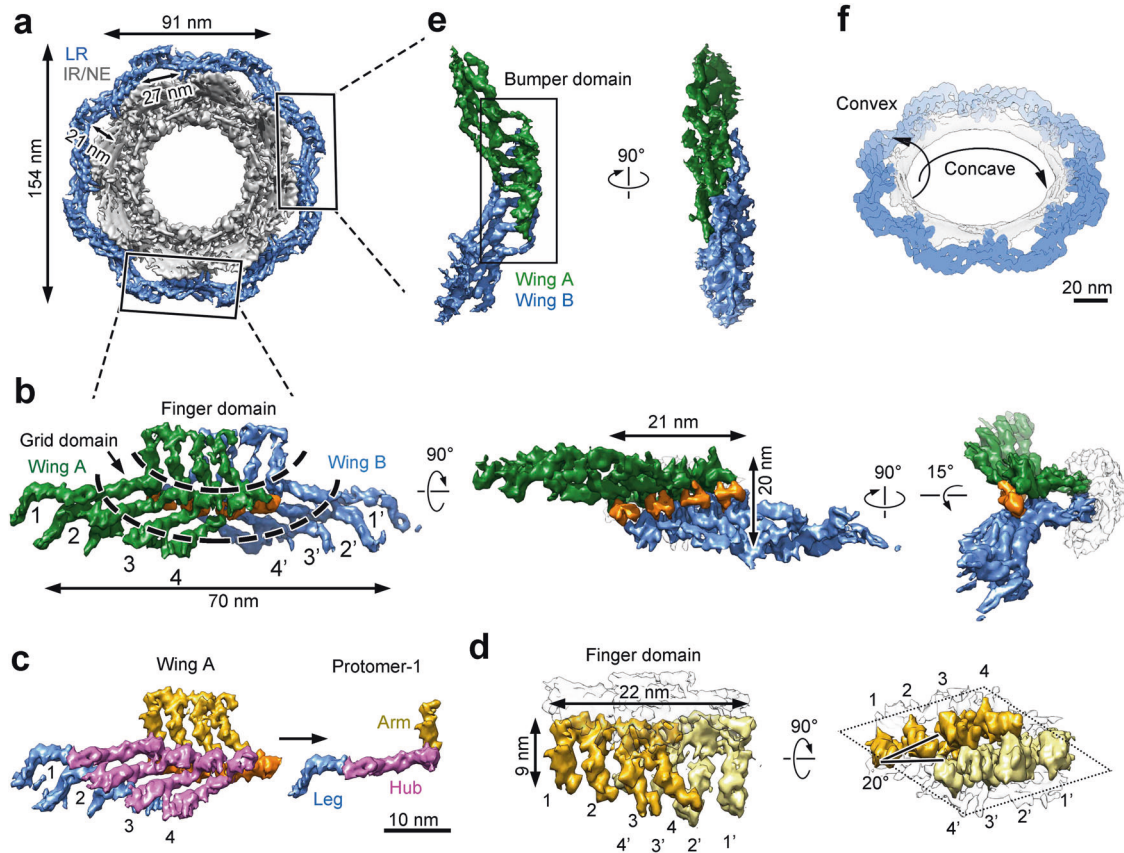 a
91 nm
LR
IR/NE
27 nm
21 nm
154 nm
e
Bumper domain
90°
Wing A
Wing B
f
Convex
Concave
20 nm
b
Finger domain
Grid domain
Wing A
Wing B
1
2
3
4
4’
3’
2’
1’
70 nm
90°
21 nm
20 nm
90°
15°
c
Wing A
Protomer-1
Arm
Leg
Hub
1
2
3
4
10 nm
d
Finger domain
22 nm
9 nm
1
2
3
4
4’
3’
2’
1’
90°
1
2
3
4
20°
4’
3’
2’
1’